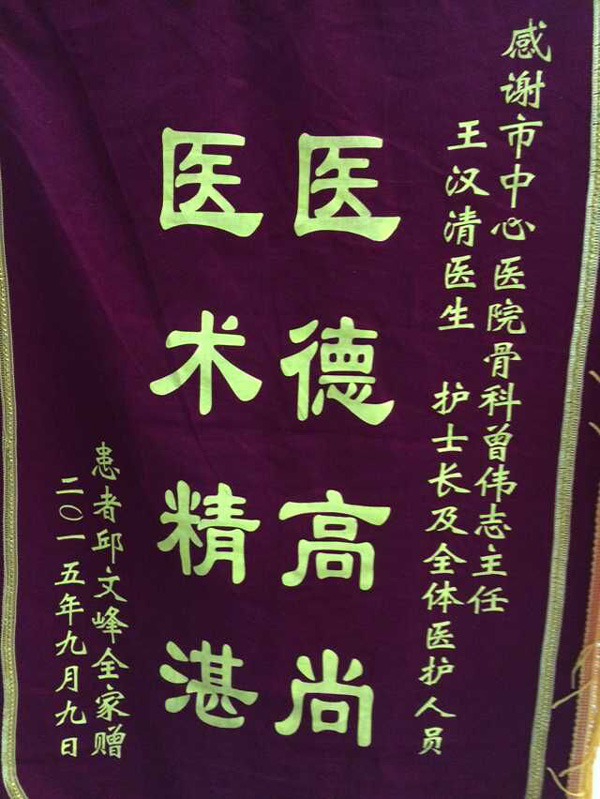 感谢市中心医院骨科曾伟志主任
王汉清医生 护士长及全体医护人员
医德高尚
医术精湛
患者邱文峰全家赠
二〇一五年九月九日